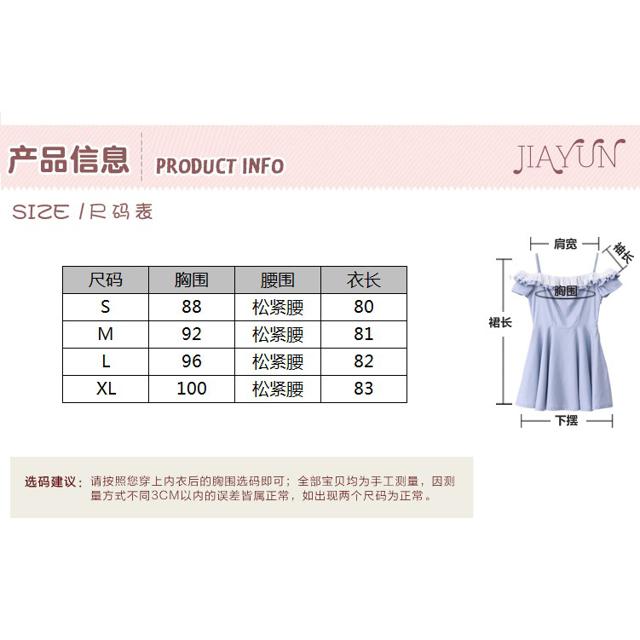 产品信息 PRODUCT INFO JIAYUN
SIZE /尺码表
尺码 胸围 腰围 衣长
S 88 松紧腰 80
M 92 松紧腰 81
L 96 松紧腰 82
XL 100 松紧腰 83
肩宽
袖长
胸围
裙长
下摆
选码建议：请按照您穿上内衣后的胸围选码即可；全部宝贝均为手工测量，因测
量方式不同3CM以内的误差皆属正常，如出现两个尺码为正常。